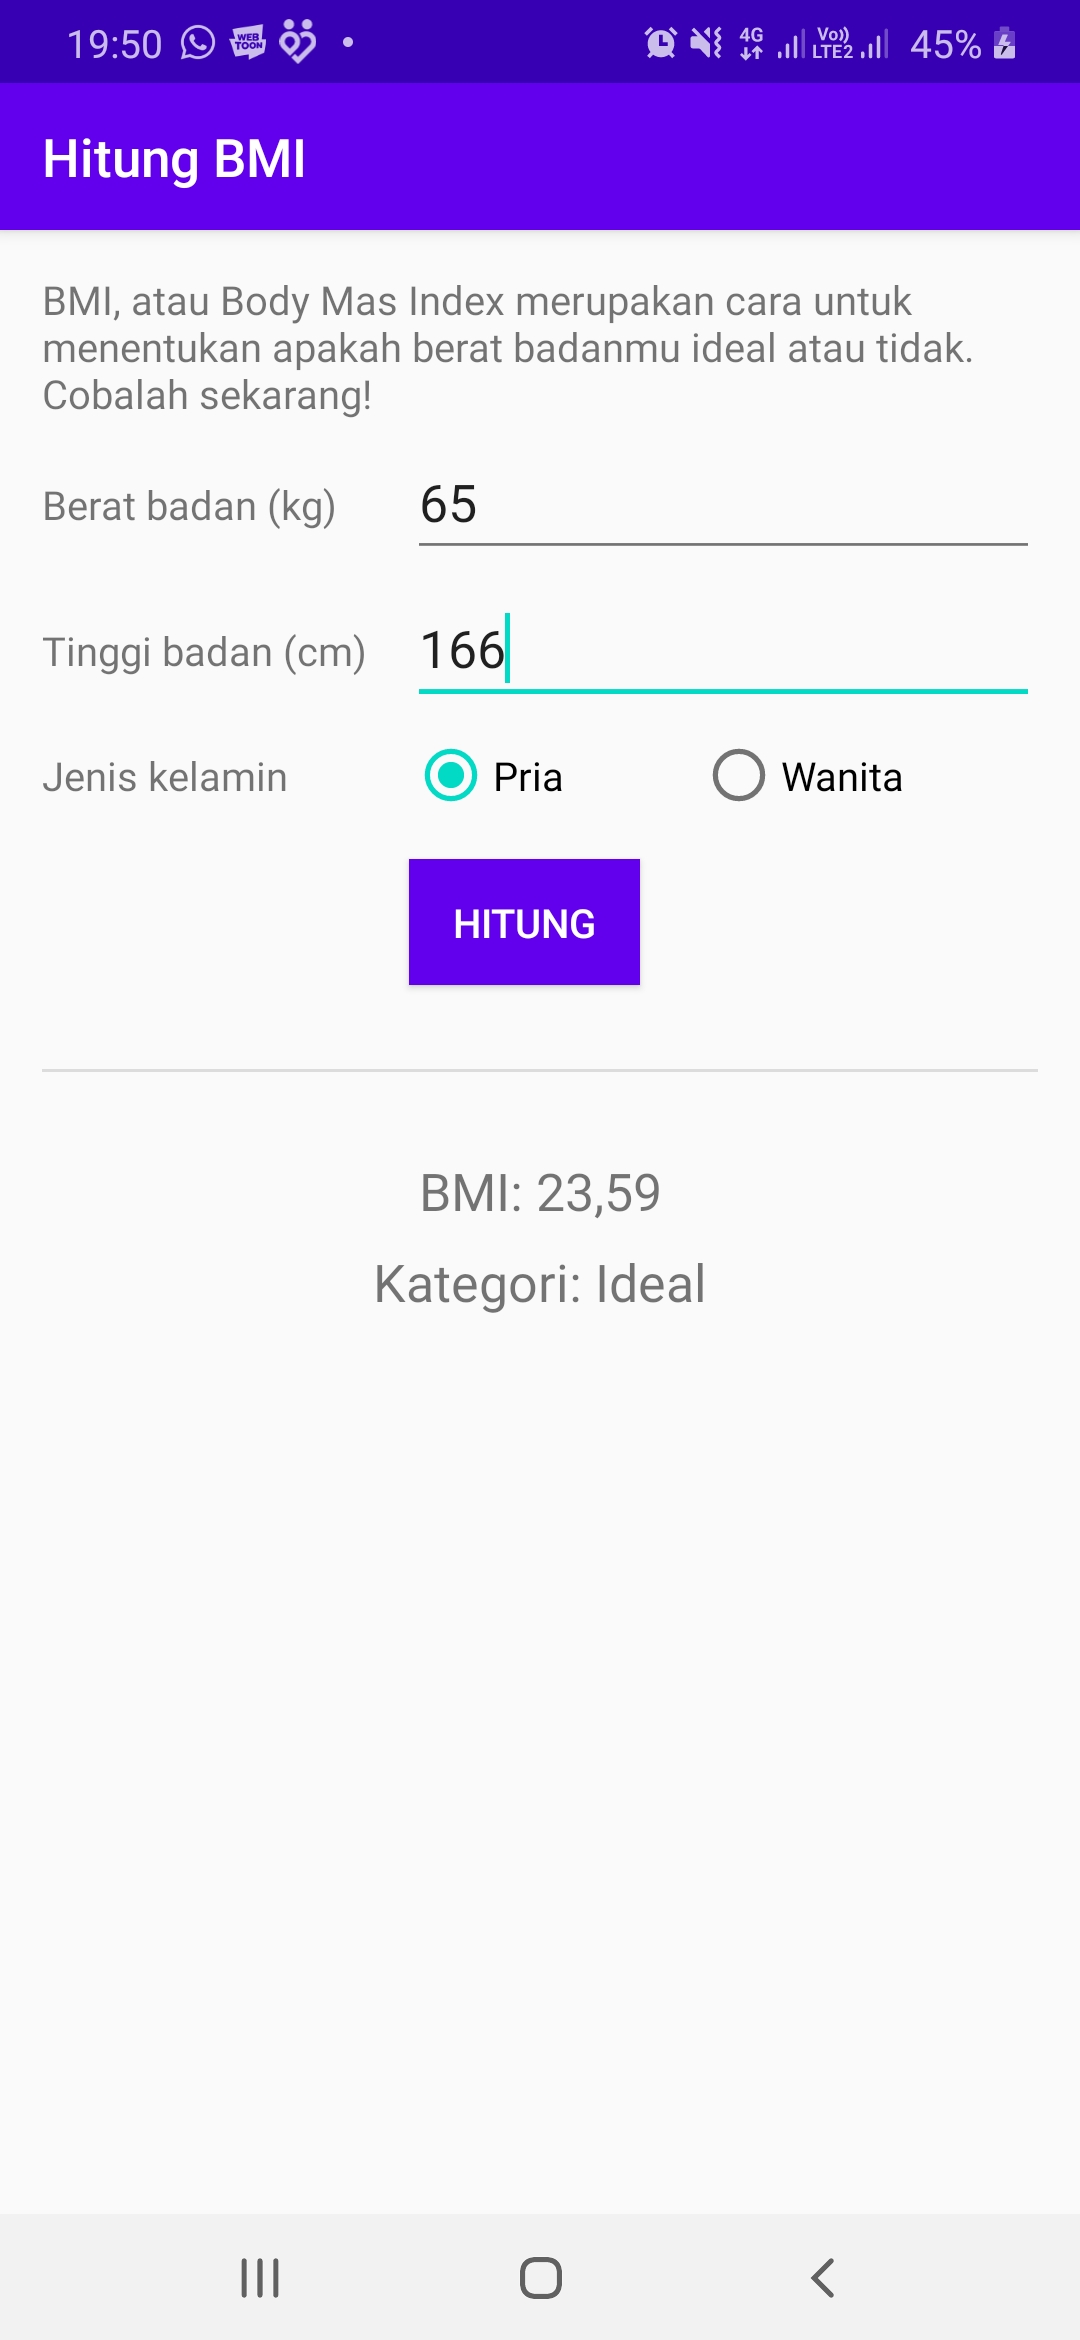 19:50 WEB TOON 4G Vo)) LTE2 45%
Hitung BMI
BMI, atau Body Mas Index merupakan cara untuk
menentukan apakah berat badanmu ideal atau tidak.
Cobalah sekarang!
Berat badan (kg) 65
Tinggi badan (cm) 166
Jenis kelamin Pria Wanita
HITUNG
BMI: 23,59
Kategori: Ideal